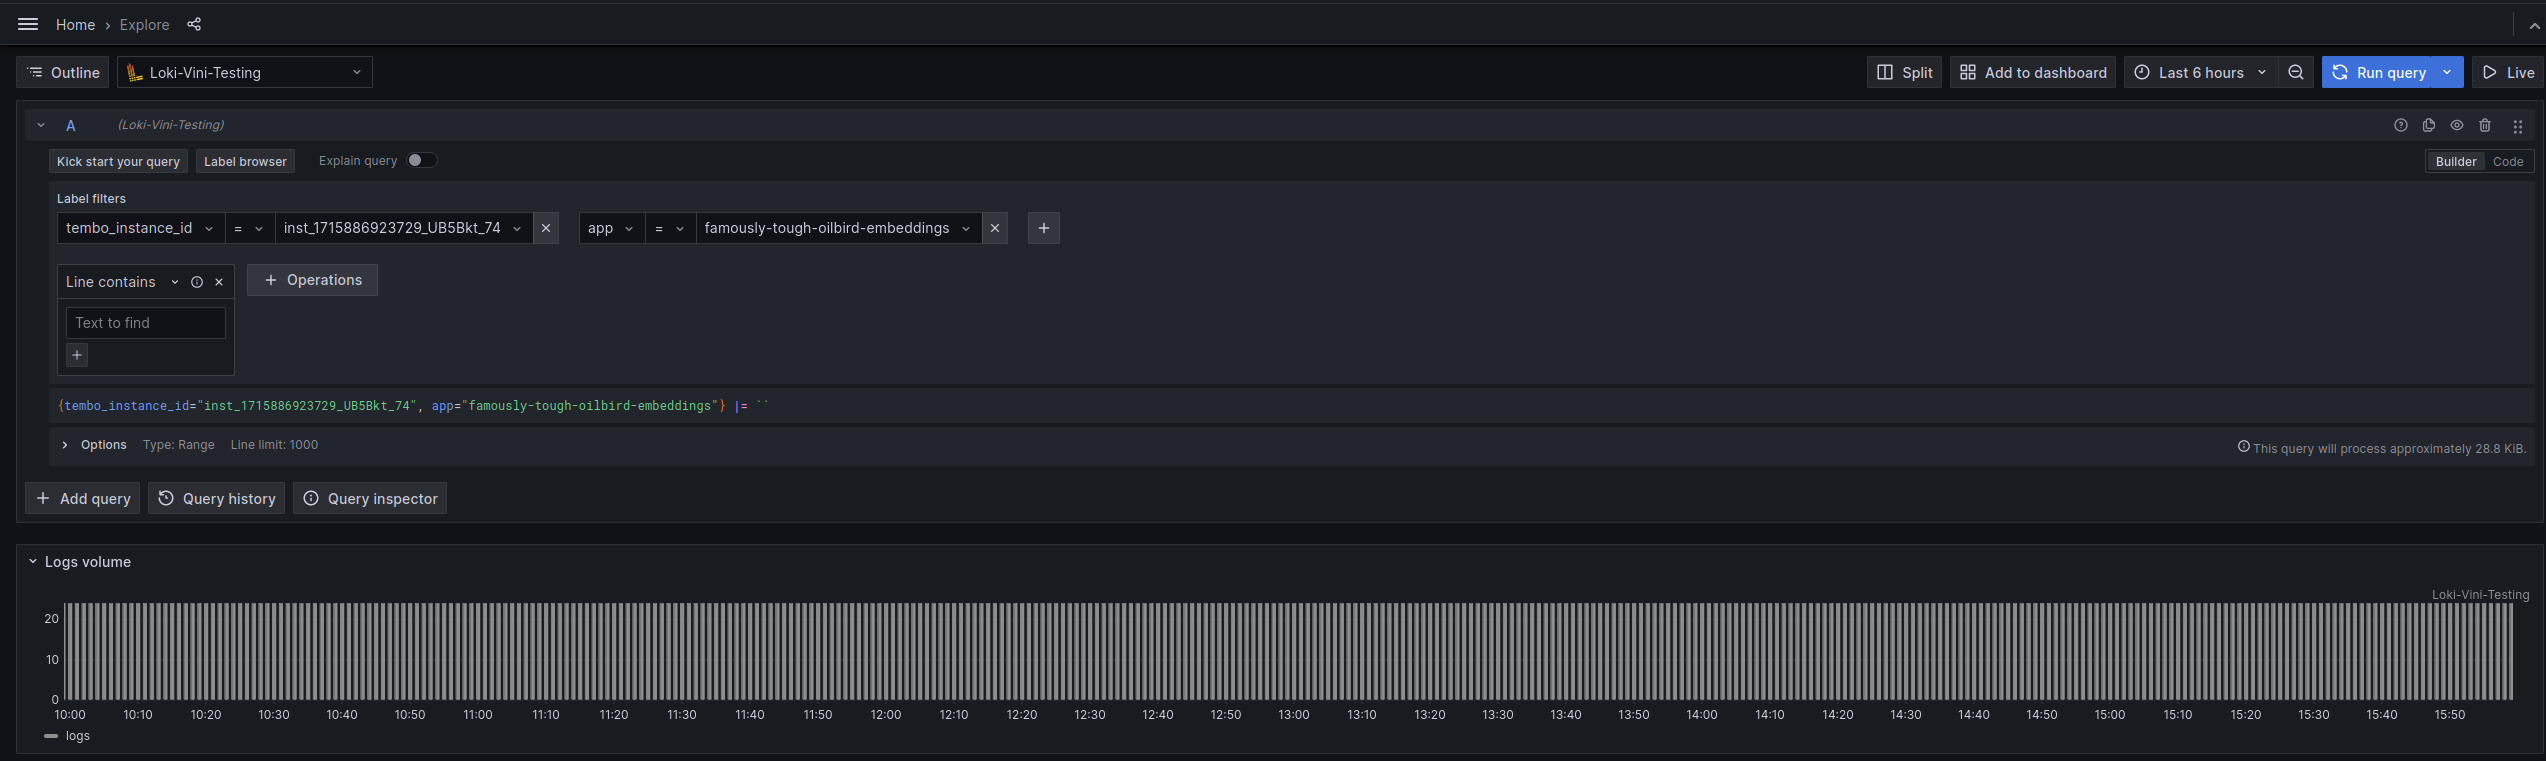 Home › Explore
Outline Loki-Vini-Testing Split Add to dashboard Last 6 hours Run query Live
A (Loki-Vini-Testing)
Kick start your query Label browser Explain query Builder Code
Label filters
tembo_instance_id = inst_1715886923729_UB5Bkt_74 app = famously-tough-oilbird-embeddings
Line contains + Operations
Text to find
{tembo_instance_id="inst_1715886923729_UB5Bkt_74", app="famously-tough-oilbird-embeddings"} |= ``
Options Type: Range Line limit: 1000 This query will process approximately 28.8 KiB.
+ Add query Query history Query inspector
Logs volume
Loki-Vini-Testing
20
10
0
10:00 10:10 10:20 10:30 10:40 10:50 11:00 11:10 11:20 11:30 11:40 11:50 12:00 12:10 12:20 12:30 12:40 12:50 13:00 13:10 13:20 13:30 13:40 13:50 14:00 14:10 14:20 14:30 14:40 14:50 15:00 15:10 15:20 15:30 15:40 15:50
logs